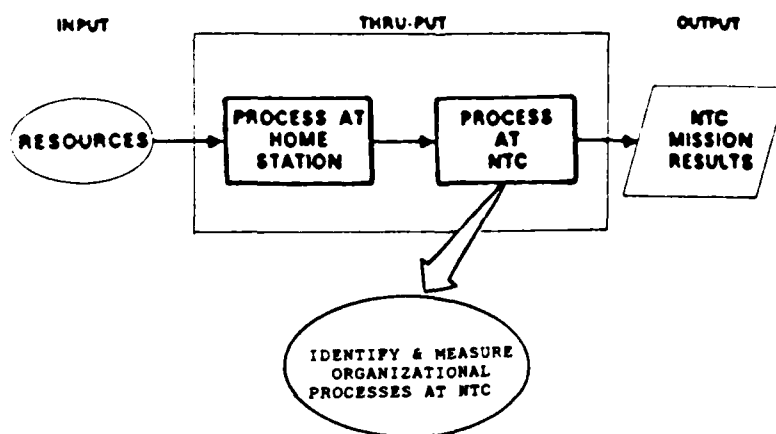 INPUT
THRU-PUT
OUTPUT
RESOURCES
PROCESS AT
HOME
STATION
PROCESS
AT
NTC
NTC
MISSION
RESULTS
IDENTIFY & MEASURE
ORGANIZATIONAL
PROCESSES AT NTC